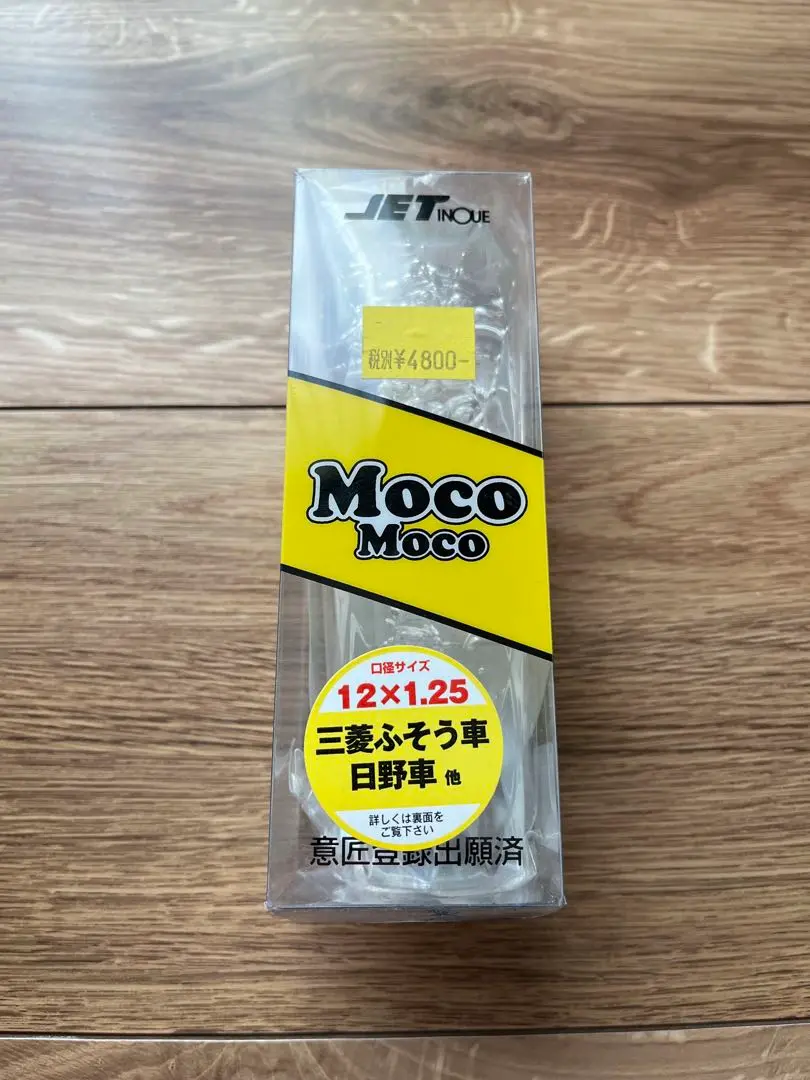 JET INOUE
税別¥4800-
Moco
Moco
口径サイズ
12×1.25
三菱ふそう車
日野車 他
詳しくは裏面を
ご覧下さい
意匠登録出願済